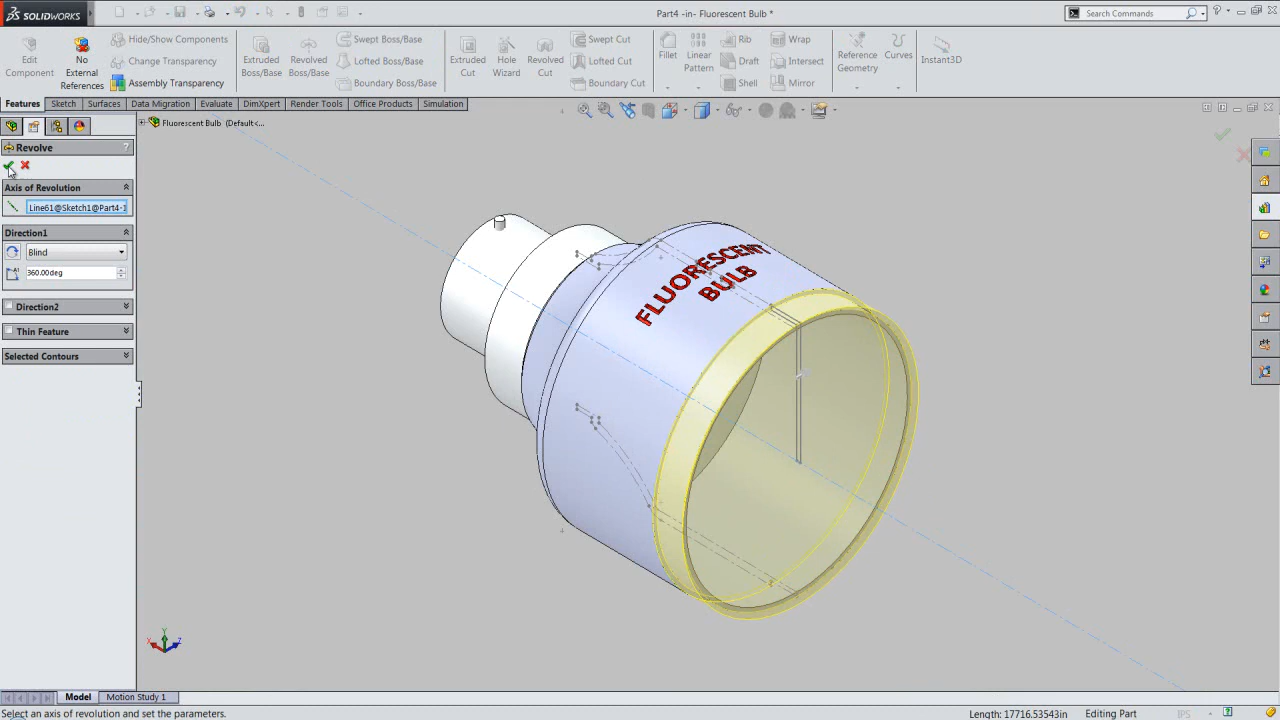 SOLIDWORKS
Part4 -in- Fluorescent Bulb *
Search Commands
Edit Component
No External References
Hide/Show Components
Change Transparency
Assembly Transparency
Extruded Boss/Base
Revolved Boss/Base
Swept Boss/Base
Lofted Boss/Base
Boundary Boss/Base
Extruded Cut
Hole Wizard
Revolved Cut
Swept Cut
Lofted Cut
Boundary Cut
Fillet
Linear Pattern
Rib
Draft
Shell
Wrap
Intersect
Mirror
Reference Geometry
Curves
Instant3D
Features Sketch Surfaces Data Migration Evaluate DimXpert Render Tools Office Products Simulation
Fluorescent Bulb (Default<...
Revolve ?
Axis of Revolution
Line61@Sketch1@Part4-1
Direction1
Blind
360.00deg
Direction2
Thin Feature
Selected Contours
FLUORESCENT
BULB
Y
X Z
Model Motion Study 1
Select an axis of revolution and set the parameters.
Length: 17716.53543in Editing Part IPS